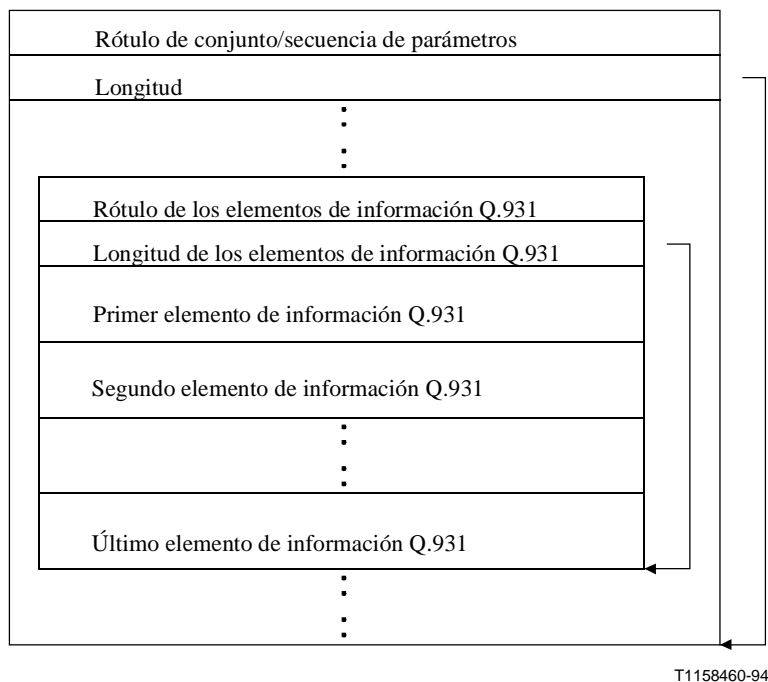 Rótulo de conjunto/secuencia de parámetros
Longitud
Rótulo de los elementos de información Q.931
Longitud de los elementos de información Q.931
Primer elemento de información Q.931
Segundo elemento de información Q.931
Último elemento de información Q.931
T1158460-94